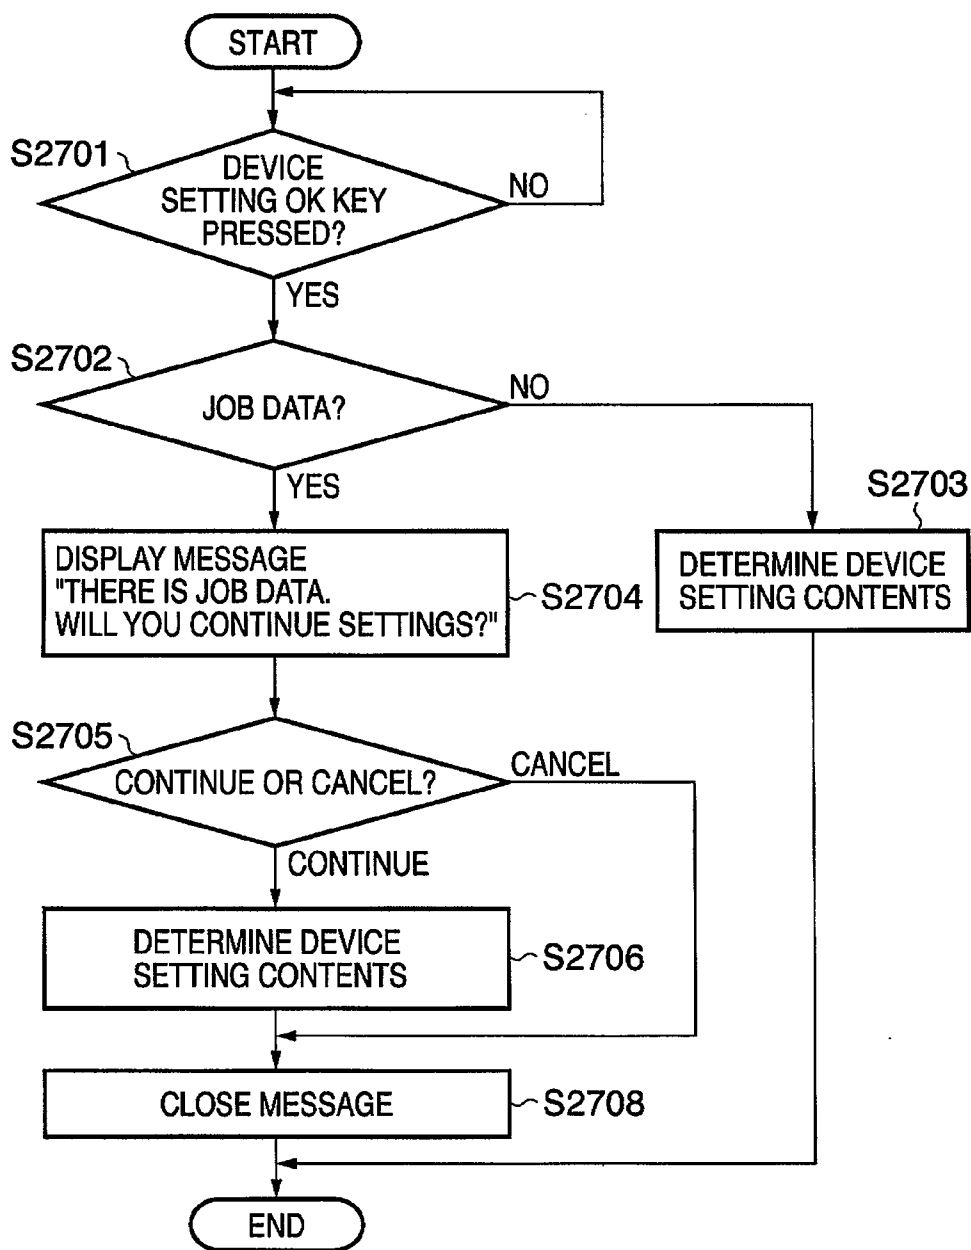 START
S2701
DEVICE
SETTING OK KEY
PRESSED?
NO
YES
S2702
JOB DATA?
NO
YES
S2703
DETERMINE DEVICE
SETTING CONTENTS
DISPLAY MESSAGE
"THERE IS JOB DATA.
WILL YOU CONTINUE SETTINGS?"
S2704
S2705
CONTINUE OR CANCEL?
CANCEL
CONTINUE
DETERMINE DEVICE
SETTING CONTENTS
S2706
CLOSE MESSAGE
S2708
END